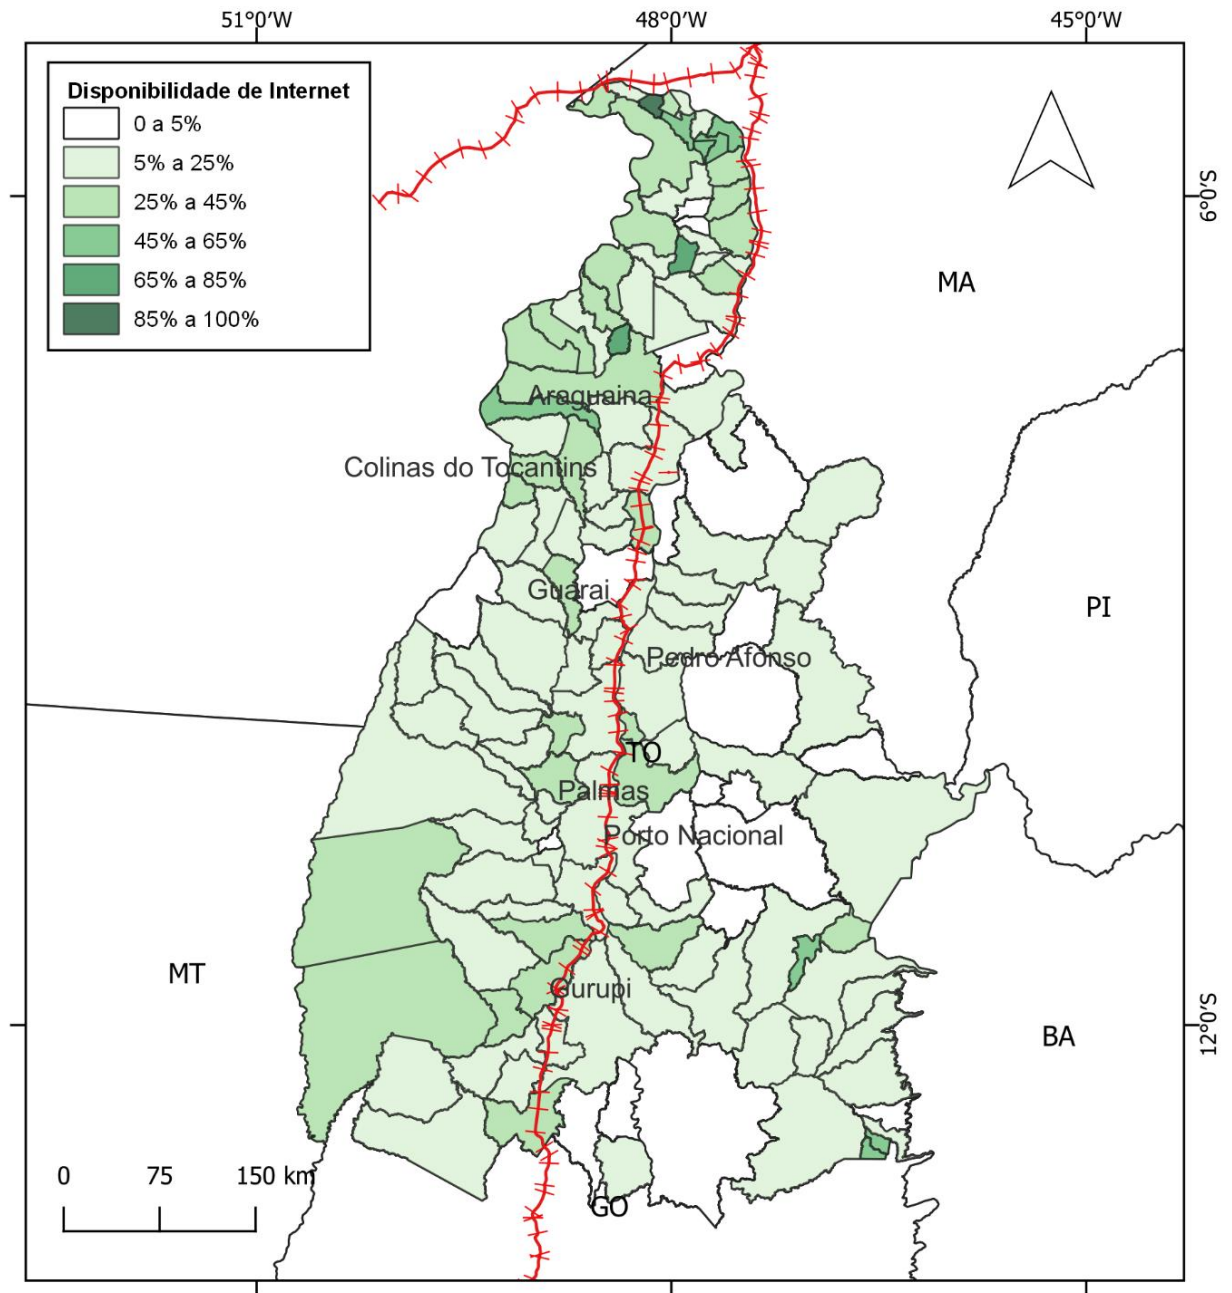 51°0'W
48°0'W
45°0'W
Disponibilidade de Internet
0 a 5%
5% a 25%
25% a 45%
45% a 65%
65% a 85%
85% a 100%
6°0'S
MA
Araguaina
Colinas do Tocantins
Guarai
PI
Pedro Afonso
TO
Palmas
Porto Nacional
MT
Gurupi
12°0'S
BA
0 75 150 km
GO